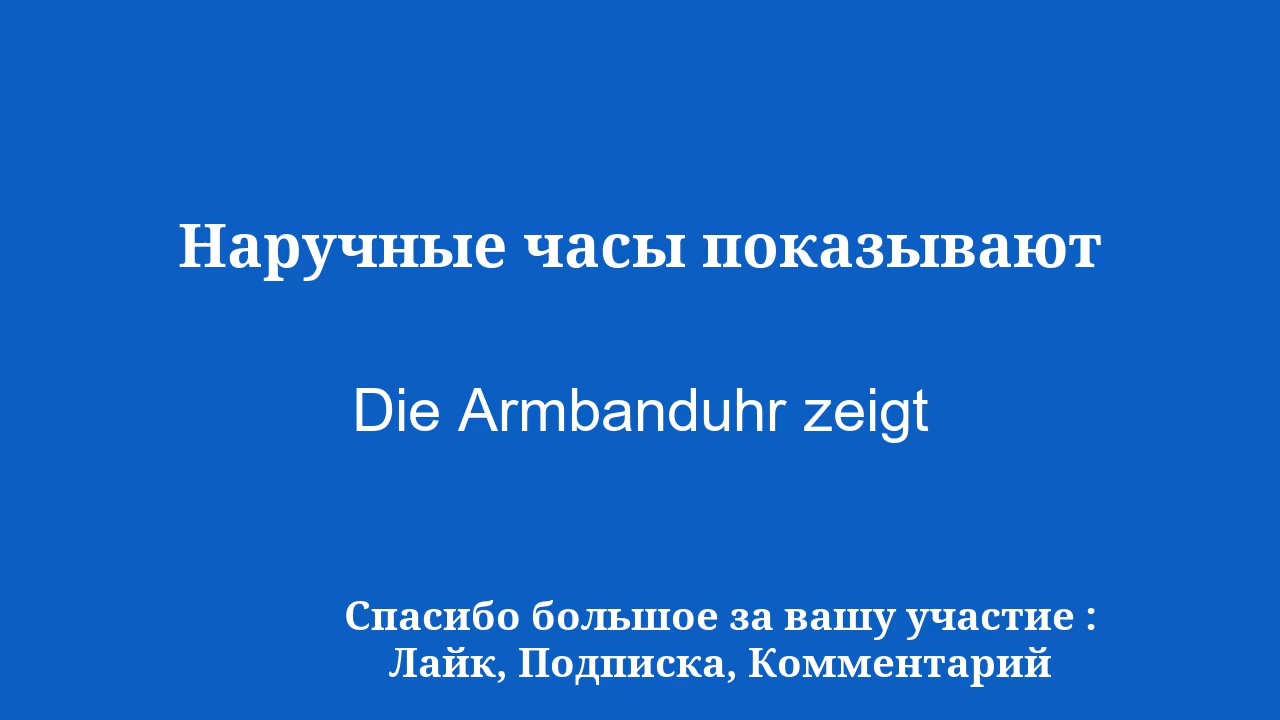 Наручные часы показывают
Die Armbanduhr zeigt
Спасибо большое за вашу участие :
Лайк, Подписка, Комментарий